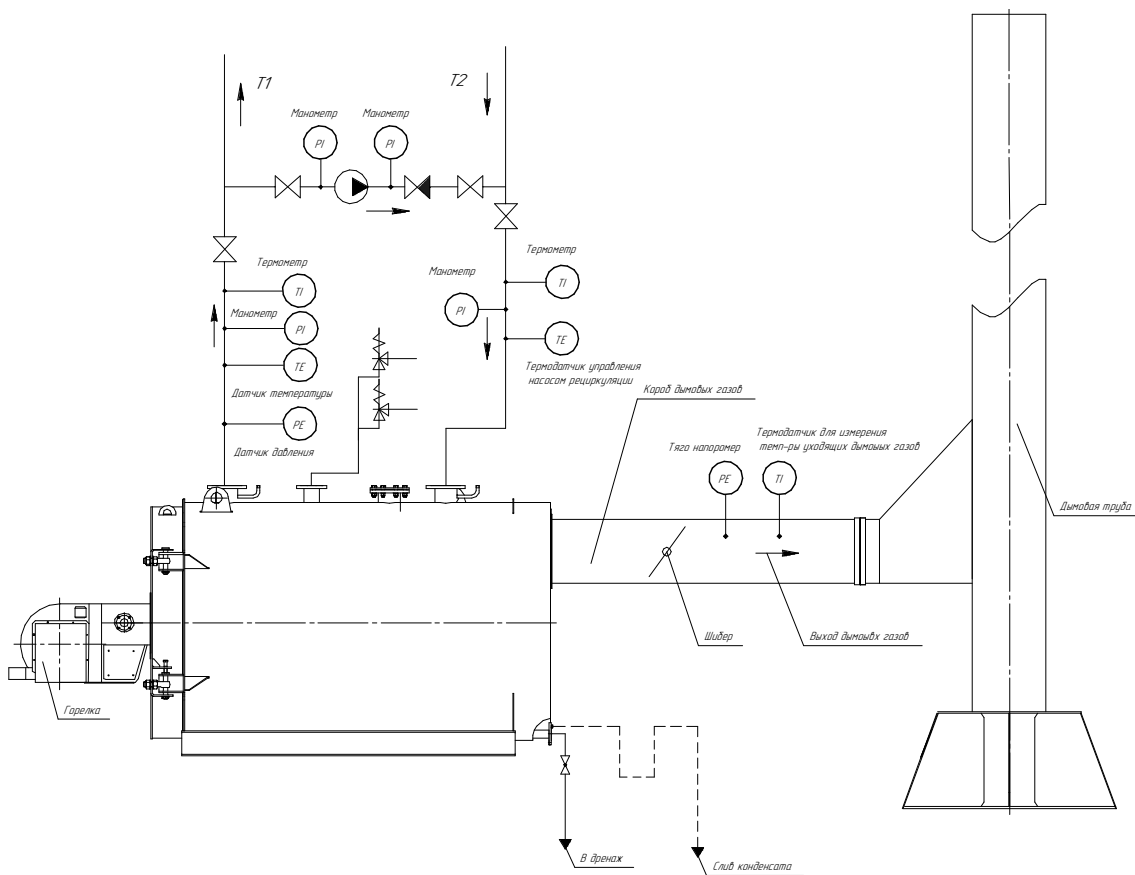 T1
T2
Манометр
Манометр
PI
PI
Термометр
TI
Манометр
PI
TE
Датчик температуры
PE
Датчик давления
Термометр
TI
Манометр
PI
TE
Термодатчик управления
насосом рециркуляции
Короб дымовых газов
Тяго напоромер
PE
Термодатчик для измерения
темп-ры уходящих дымоыых газов
TI
Дымовая труба
Шибер
Выход дымоывх газов
Горелка
В дренаж
Слив конденсата